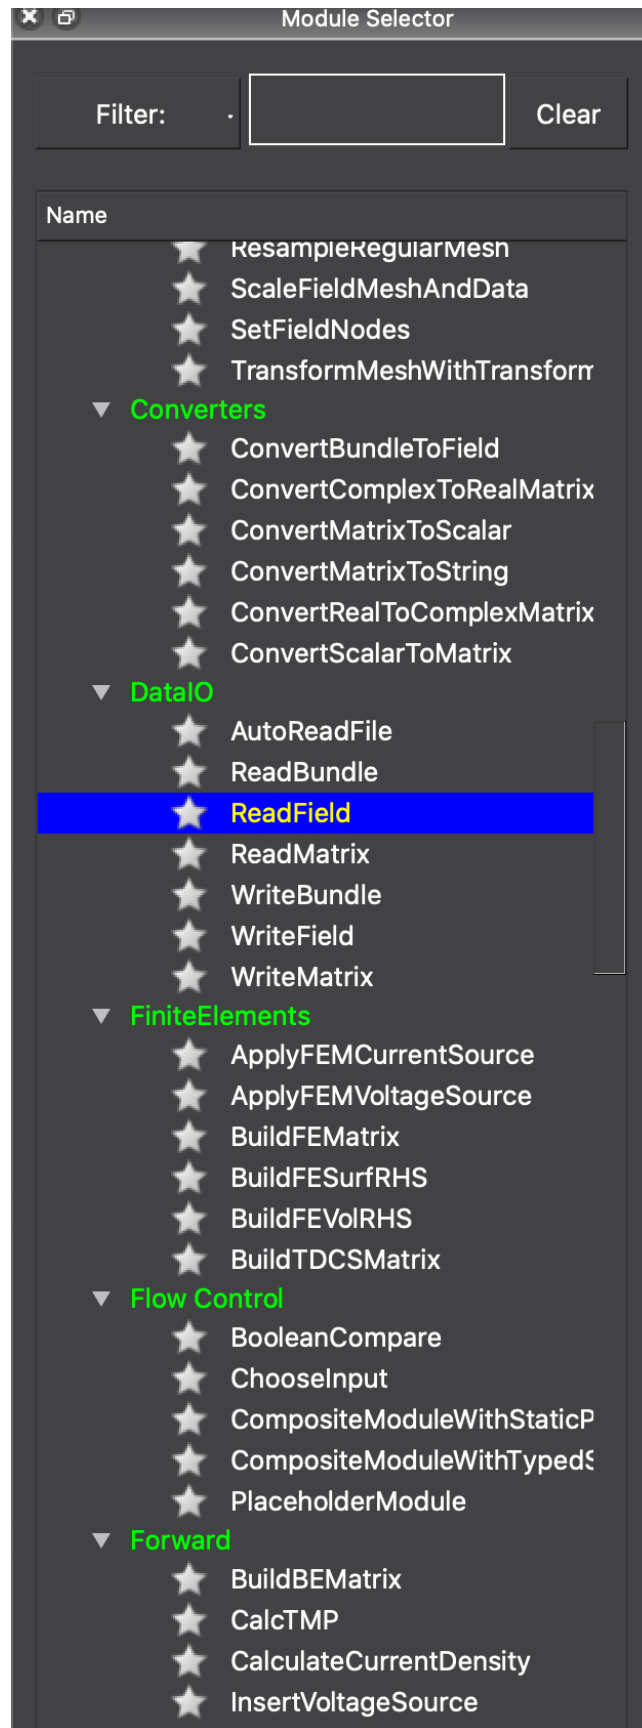 Module Selector
Filter:
Clear
Name
ResampleRegularMesh
ScaleFieldMeshAndData
SetFieldNodes
TransformMeshWithTransform
Converters
ConvertBundleToField
ConvertComplexToRealMatrix
ConvertMatrixToScalar
ConvertMatrixToString
ConvertRealToComplexMatrix
ConvertScalarToMatrix
DataIO
AutoReadFile
ReadBundle
ReadField
ReadMatrix
WriteBundle
WriteField
WriteMatrix
FiniteElements
ApplyFEMCurrentSource
ApplyFEMVoltageSource
BuildFEMatrix
BuildFESurfRHS
BuildFEVolRHS
BuildTDCSMatrix
Flow Control
BooleanCompare
ChooseInput
CompositeModuleWithStaticP
CompositeModuleWithTypedS
PlaceholderModule
Forward
BuildBEMatrix
CalcTMP
CalculateCurrentDensity
InsertVoltageSource